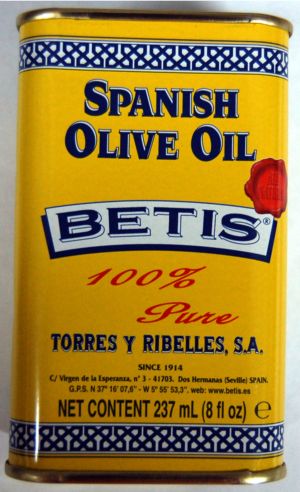 SPANISH
OLIVE OIL
BETIS®
100%
Pure
TORRES Y RIBELLES, S.A.
SINCE 1914
C/ Virgen de la Esperanza, nº 3 - 41703. Dos Hermanas (Seville) SPAIN.
G.P.S. N 37º 16' 07,6" - W 5º 55' 53,3". web: www.betis.es
NET CONTENT 237 mL (8 fl oz) ℮